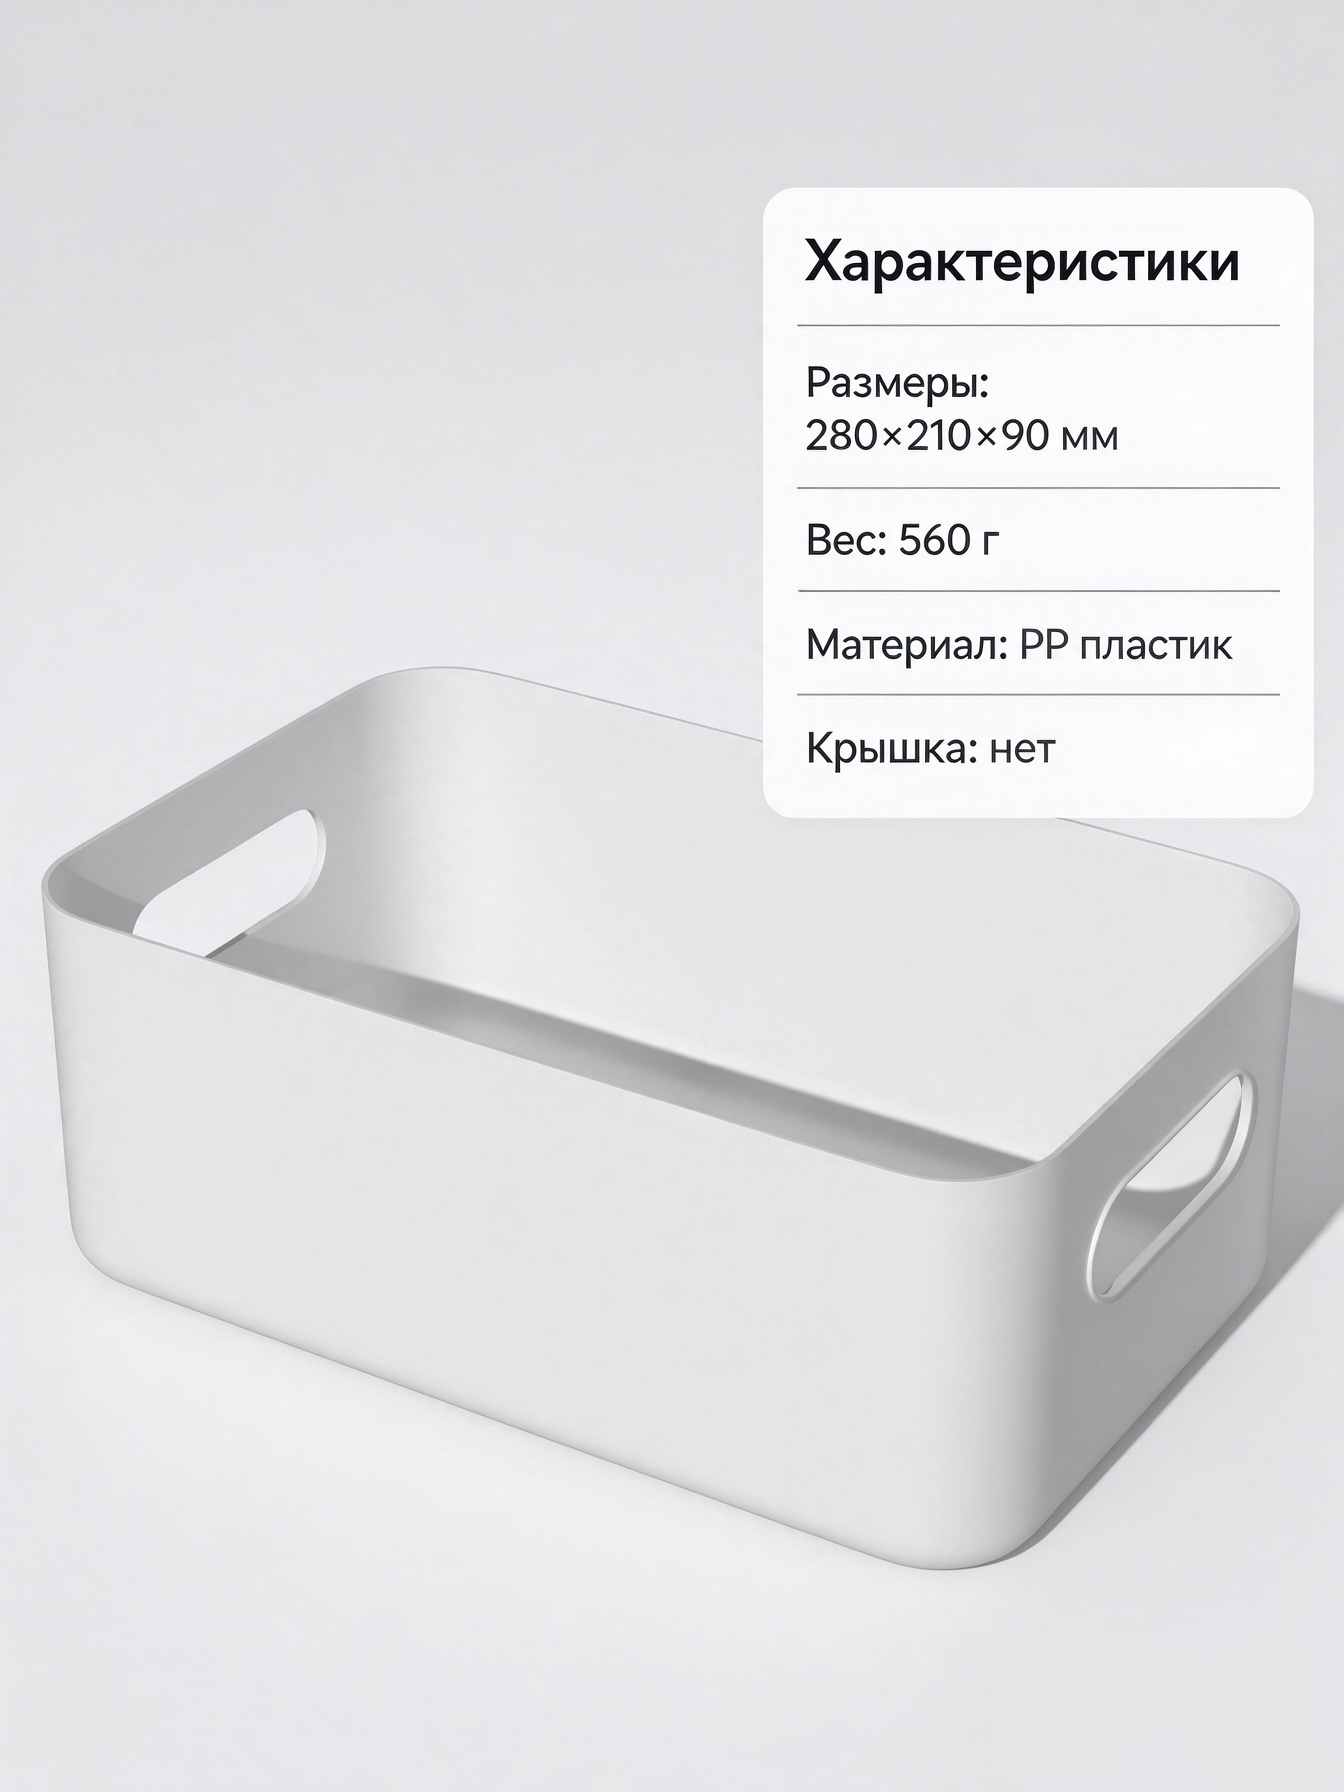 Характеристики
Размеры:
280×210×90 мм
Вес: 560 г
Материал: PP пластик
Крышка: нет